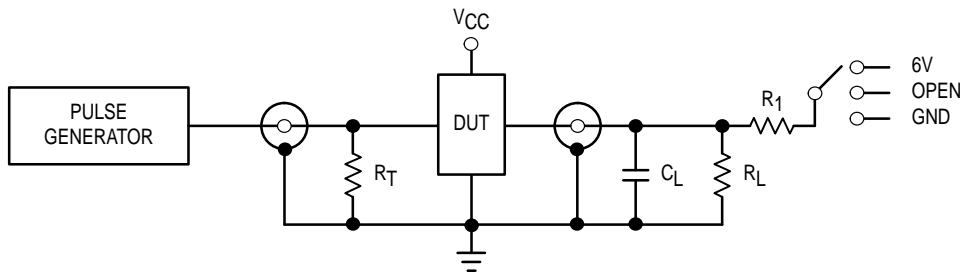 VCC
PULSE
GENERATOR
RT
DUT
CL
RL
R1
6V
OPEN
GND